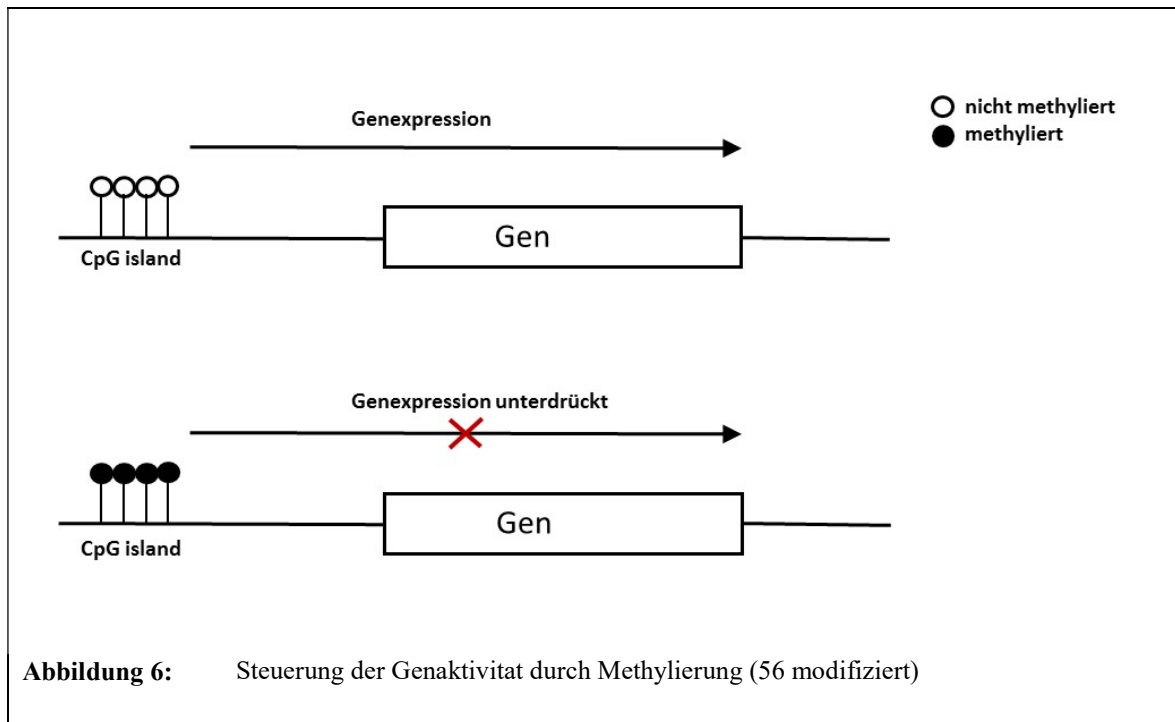 Genexpression
nicht methyliert
methyliert
CpG island
Gen
Genexpression unterdrückt
CpG island
Gen
Abbildung 6: Steuerung der Genaktivitat durch Methylierung (56 modifiziert)